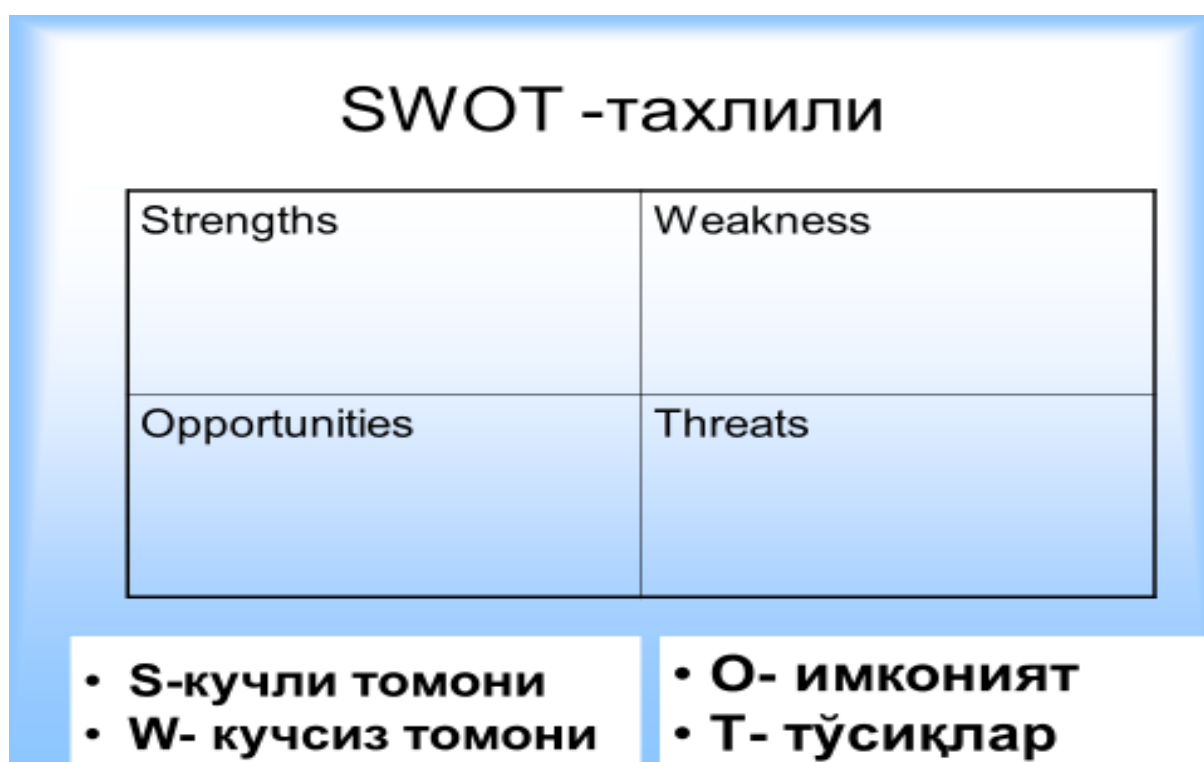 SWOT -тахлили
Strengths
Weakness
Opportunities
Threats
• S-кучли томони
• W- кучсиз томони
• O- имконият
• T- тўсиқлар